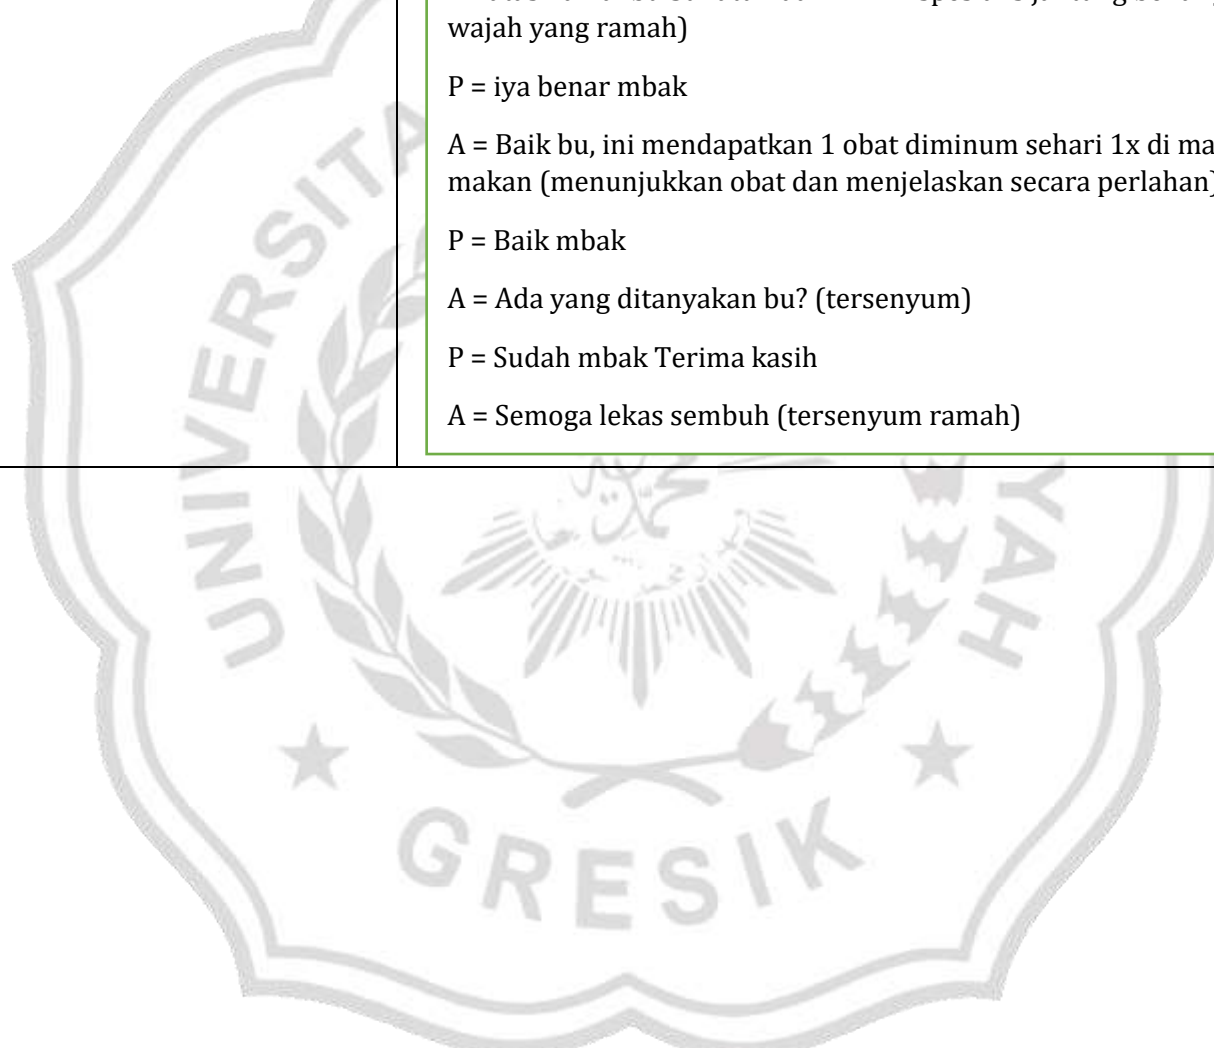 wajah yang ramah)
P = iya benar mbak
A = Baik bu, ini mendapatkan 1 obat diminum sehari 1x di
makan (menunjukkan obat dan menjelaskan secara perlahan)
P = Baik mbak
A = Ada yang ditanyakan bu? (tersenyum)
P = Sudah mbak Terima kasih
A = Semoga lekas sembuh (tersenyum ramah)
UNIVERSITA
YAH
GRESIK